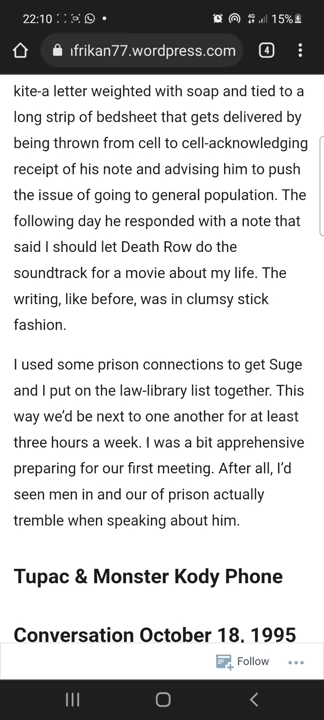 22:10
15%
ıfrikan77.wordpress.com
4
kite-a letter weighted with soap and tied to a
long strip of bedsheet that gets delivered by
being thrown from cell to cell-acknowledging
receipt of his note and advising him to push
the issue of going to general population. The
following day he responded with a note that
said I should let Death Row do the
soundtrack for a movie about my life. The
writing, like before, was in clumsy stick
fashion.
I used some prison connections to get Suge
and I put on the law-library list together. This
way we’d be next to one another for at least
three hours a week. I was a bit apprehensive
preparing for our first meeting. After all, I’d
seen men in and our of prison actually
tremble when speaking about him.
Tupac & Monster Kody Phone
Conversation October 18, 1995
Follow